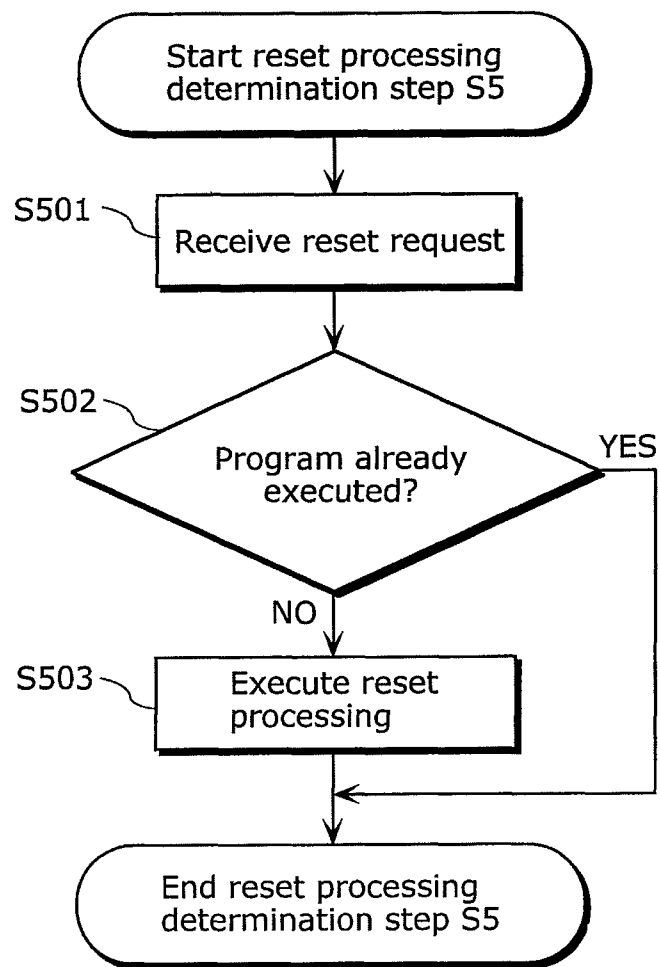 Start reset processing
determination step S5
S501
Receive reset request
S502
Program already
executed?
YES
NO
S503
Execute reset
processing
End reset processing
determination step S5